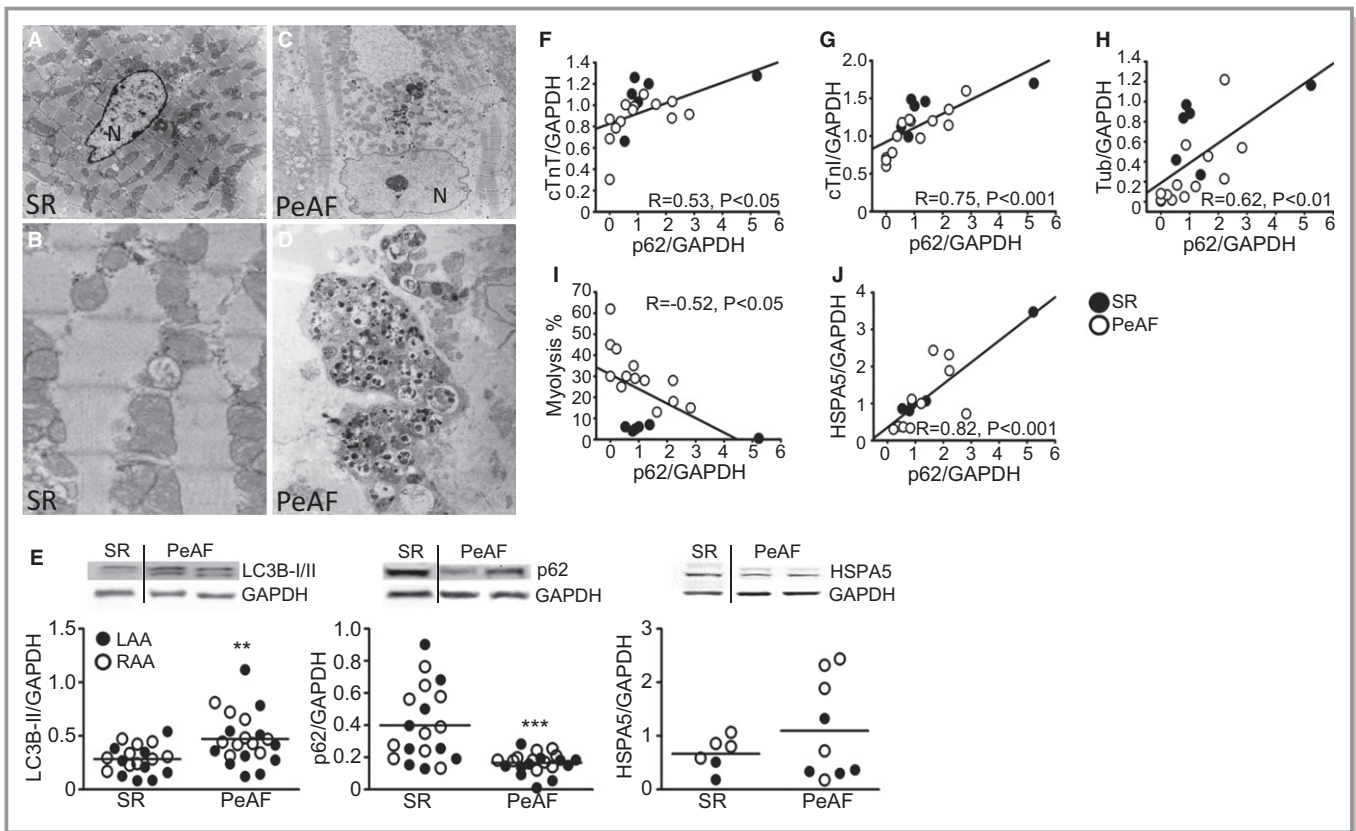 A
N
SR
C
N
PeAF
B
SR
D
PeAF
F
cTnT/GAPDH
1.4
1.2
1.0
0.8
0.6
0.4
0.2
0
R=0.53, P<0.05
0 1 2 3 4 5 6
p62/GAPDH
G
cTnI/GAPDH
2.0
1.5
1.0
0.5
0
R=0.75, P<0.001
0 1 2 3 4 5 6
p62/GAPDH
H
Tub/GAPDH
1.4
1.2
1.0
0.8
0.6
0.4
0.2
0
R=0.62, P<0.01
0 1 2 3 4 5 6
p62/GAPDH
I
Myolysis %
70
60
50
40
30
20
10
0
R=-0.52, P<0.05
0 1 2 3 4 5 6
p62/GAPDH
J
HSPA5/GAPDH
4
3
2
1
0
R=0.82, P<0.001
0 1 2 3 4 5 6
p62/GAPDH
SR
PeAF
E
SR PeAF
LC3B-I/II
GAPDH
SR PeAF
p62
GAPDH
SR PeAF
HSPA5
GAPDH
LC3B-II/GAPDH
1.5
1.0
0.5
0
LAA
RAA
**
SR PeAF
p62/GAPDH
1.0
0.8
0.6
0.4
0.2
0
***
SR PeAF
HSPA5/GAPDH
3
2
1
0
SR PeAF